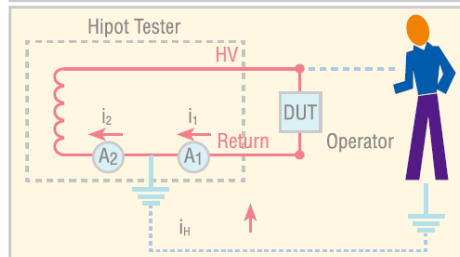 Hipot Tester
HV
i₂
i₁
DUT
A₂
A₁
Return
Operator
iH